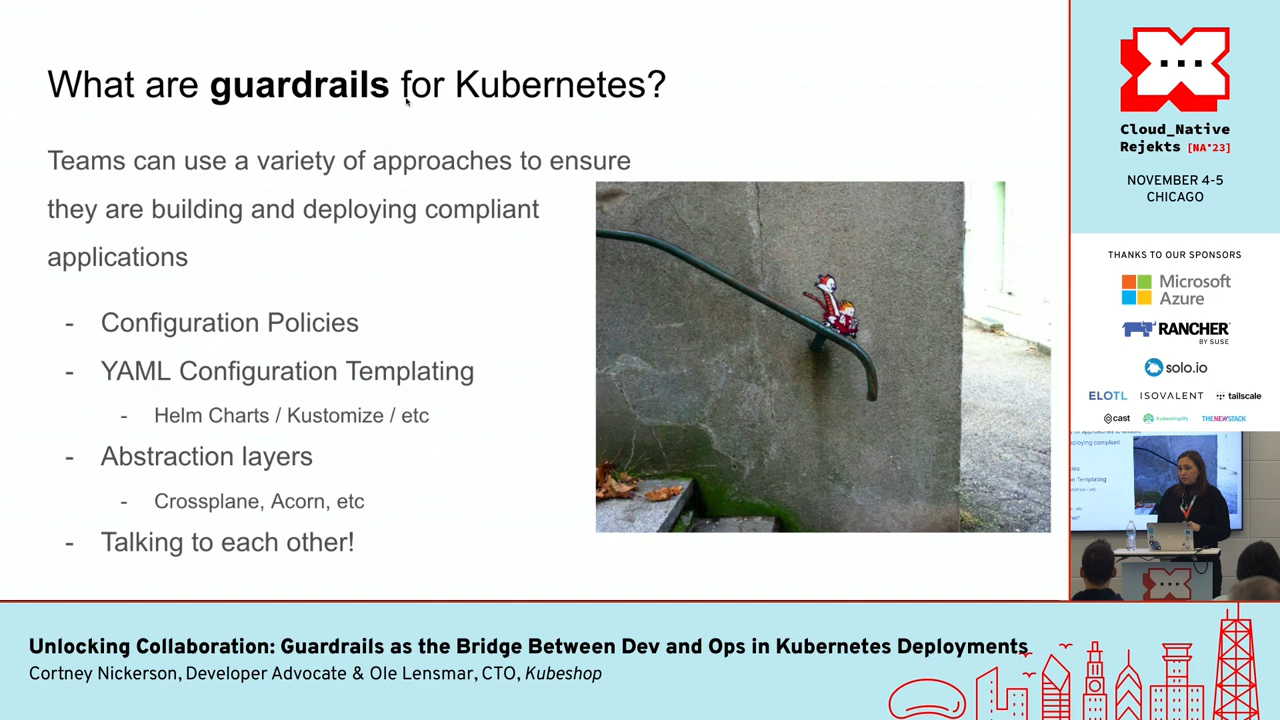 What are guardrails for Kubernetes?
Teams can use a variety of approaches to ensure
they are building and deploying compliant
applications
- Configuration Policies
- YAML Configuration Templating
- Helm Charts / Kustomize / etc
- Abstraction layers
- Crossplane, Acorn, etc
- Talking to each other!
Cloud_Native
Rejekts [NA'23]
NOVEMBER 4-5
CHICAGO
THANKS TO OUR SPONSORS
Microsoft
Azure
RANCHER
BY SUSE
solo.io
ELOTL ISOVALENT tailscale
cast kubesimplify THENEWSTACK
Unlocking Collaboration: Guardrails as the Bridge Between Dev and Ops in Kubernetes Deployments
Cortney Nickerson, Developer Advocate & Ole Lensmar, CTO, Kubeshop